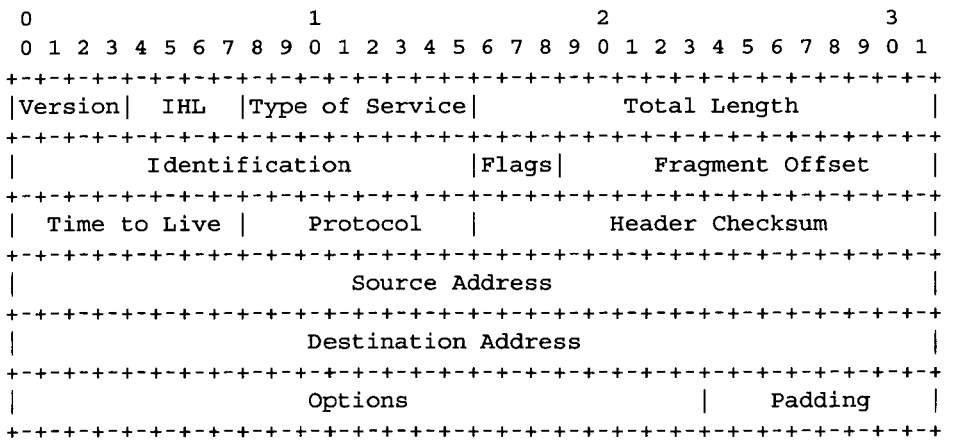 0                   1                   2                   3
0 1 2 3 4 5 6 7 8 9 0 1 2 3 4 5 6 7 8 9 0 1 2 3 4 5 6 7 8 9 0 1
+-+-+-+-+-+-+-+-+-+-+-+-+-+-+-+-+-+-+-+-+-+-+-+-+-+-+-+-+-+-+-+-+
|Version|  IHL  |Type of Service|          Total Length         |
+-+-+-+-+-+-+-+-+-+-+-+-+-+-+-+-+-+-+-+-+-+-+-+-+-+-+-+-+-+-+-+-+
|         Identification        |Flags|      Fragment Offset    |
+-+-+-+-+-+-+-+-+-+-+-+-+-+-+-+-+-+-+-+-+-+-+-+-+-+-+-+-+-+-+-+-+
|  Time to Live |    Protocol   |         Header Checksum       |
+-+-+-+-+-+-+-+-+-+-+-+-+-+-+-+-+-+-+-+-+-+-+-+-+-+-+-+-+-+-+-+-+
|                       Source Address                          |
+-+-+-+-+-+-+-+-+-+-+-+-+-+-+-+-+-+-+-+-+-+-+-+-+-+-+-+-+-+-+-+-+
|                    Destination Address                        |
+-+-+-+-+-+-+-+-+-+-+-+-+-+-+-+-+-+-+-+-+-+-+-+-+-+-+-+-+-+-+-+-+
|                    Options                    |    Padding    |
+-+-+-+-+-+-+-+-+-+-+-+-+-+-+-+-+-+-+-+-+-+-+-+-+-+-+-+-+-+-+-+-+